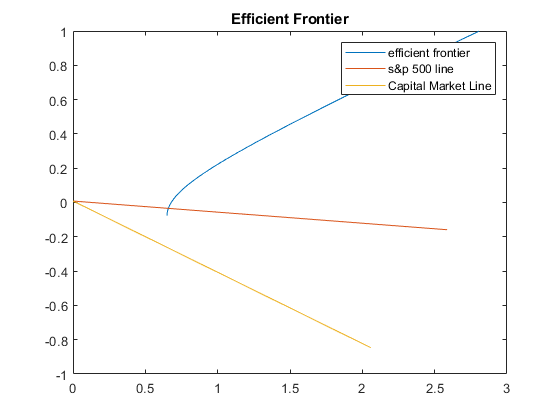 Efficient Frontier
efficient frontier
s&p 500 line
Capital Market Line
1
0.8
0.6
0.4
0.2
0
-0.2
-0.4
-0.6
-0.8
-1
0 0.5 1 1.5 2 2.5 3